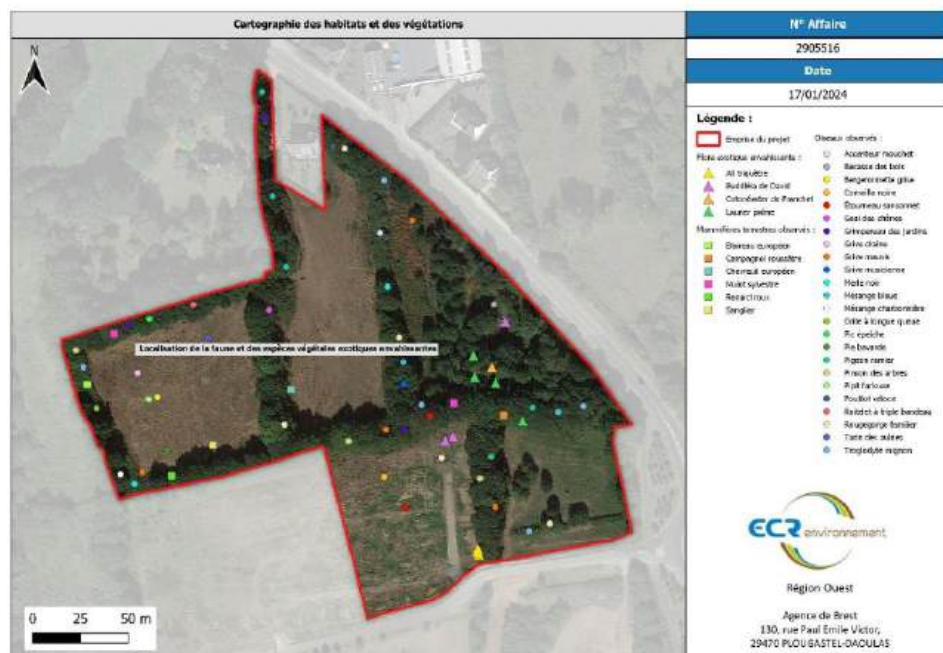 Cartographie des habitats et des végétations
N
Localisation de la faune et des espèces végétales exotiques envahissantes
0 25 50 m
N° Affaire
2905516
Date
17/01/2024
Légende :
Emprise du projet
Flore exotique envahissante :
Ail triquètre
Buddléia de David
Cotonéaster de Franchet
Laurier palme
Mammifères terrestres observés :
Blaireau européen
Campagnol roussâtre
Chevreuil européen
Mulot sylvestre
Renard roux
Sanglier
Oiseaux observés :
Accenteur mouchet
Bécasse des bois
Bergeronnette grise
Corneille noire
Étourneau sansonnet
Geai des chênes
Grimpereau des jardins
Grive draine
Grive mauvis
Grive musicienne
Merle noir
Mésange bleue
Mésange charbonnière
Orite à longue queue
Pic épeiche
Pie bavarde
Pigeon ramier
Pinson des arbres
Pipit farlouse
Pouillot véloce
Roitelet à triple bandeau
Rougegorge familier
Tarin des aulnes
Troglodyte mignon
ECR environnement
Région Ouest
Agence de Brest
130, rue Paul Emile Victor,
29470 PLOUGASTEL-DAOULAS